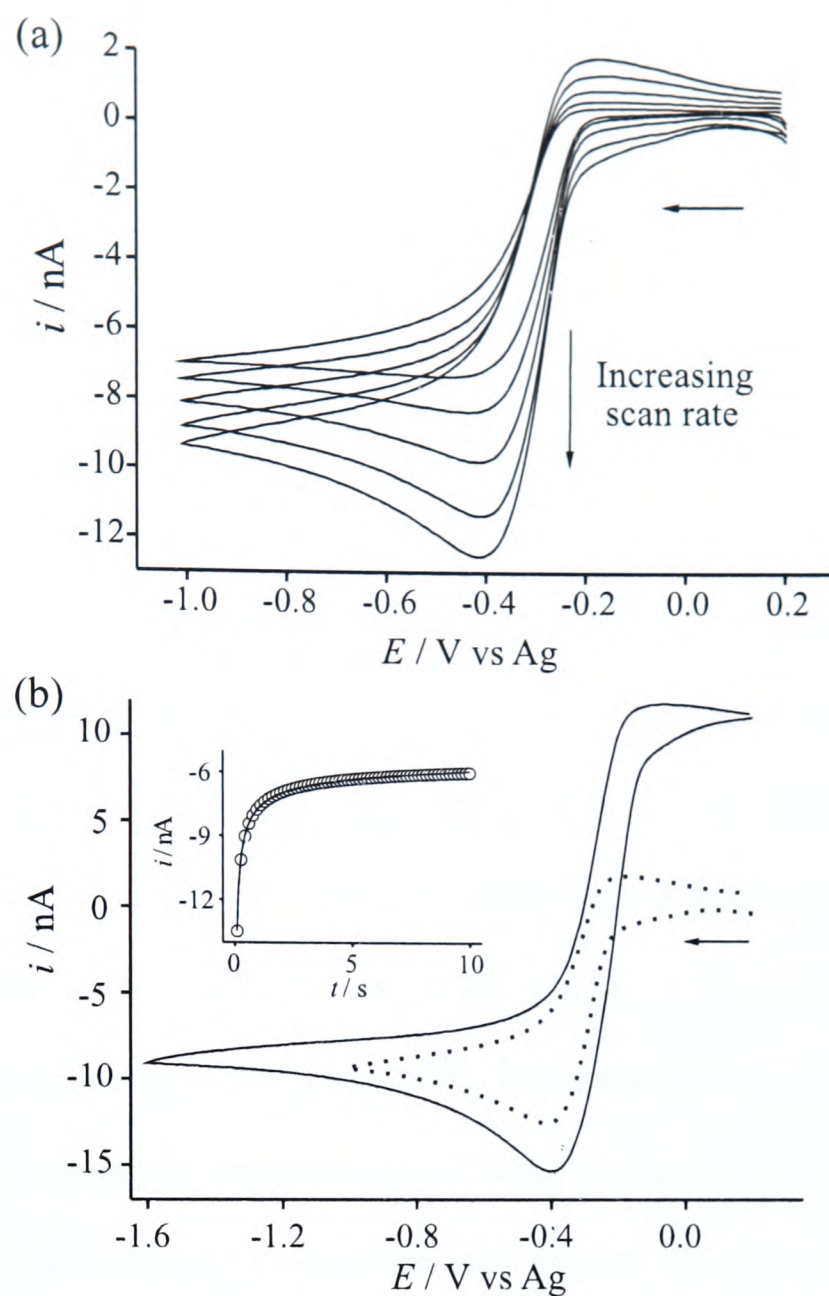 (a)
2
0
-2
-4
-6
-8
-10
-12
i / nA
Increasing
scan rate
-1.0 -0.8 -0.6 -0.4 -0.2 0.0 0.2
E / V vs Ag
(b)
10
5
0
-5
-10
-15
i / nA
-6
-9
-12
i / nA
0 5 10
t / s
-1.6 -1.2 -0.8 -0.4 0.0
E / V vs Ag